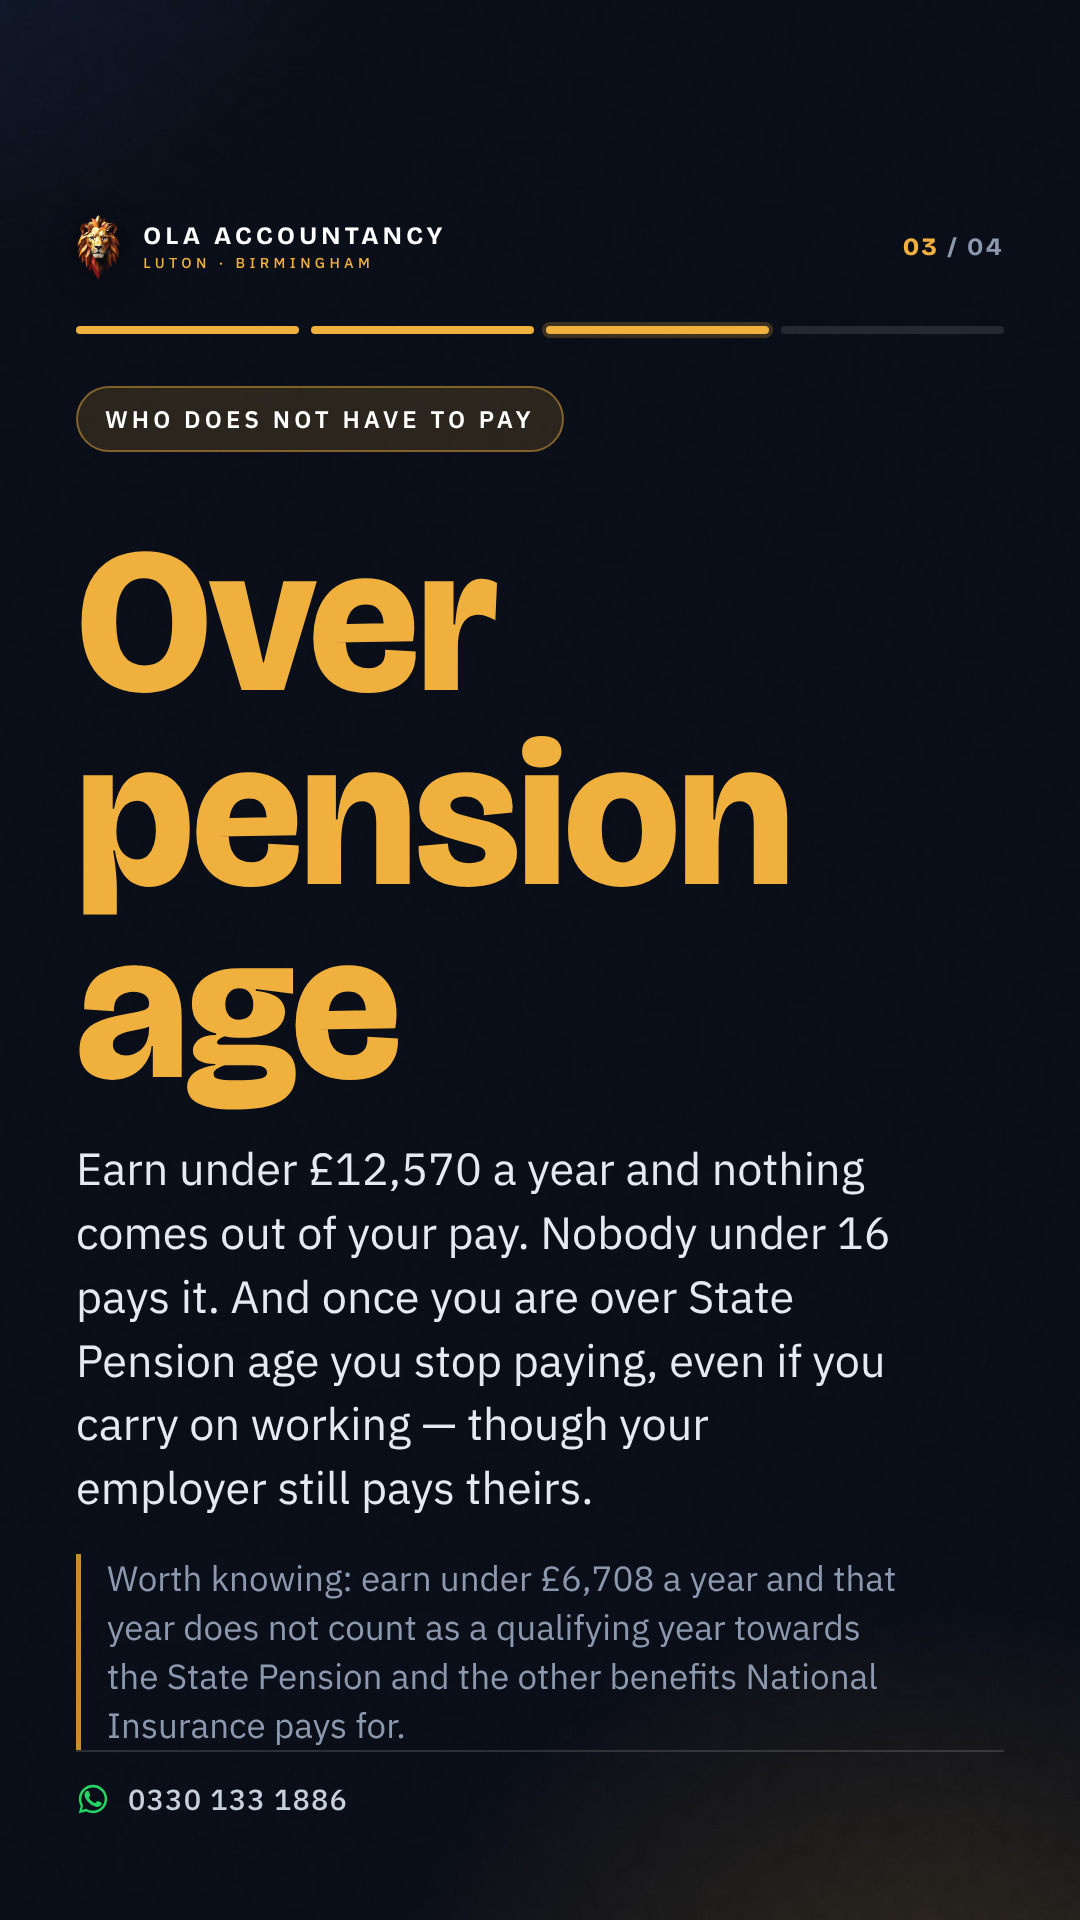 OLA ACCOUNTANCY
LUTON · BIRMINGHAM
03 / 04
WHO DOES NOT HAVE TO PAY
Over
pension
age
Earn under £12,570 a year and nothing
comes out of your pay. Nobody under 16
pays it. And once you are over State
Pension age you stop paying, even if you
carry on working — though your
employer still pays theirs.
Worth knowing: earn under £6,708 a year and that
year does not count as a qualifying year towards
the State Pension and the other benefits National
Insurance pays for.
0330 133 1886